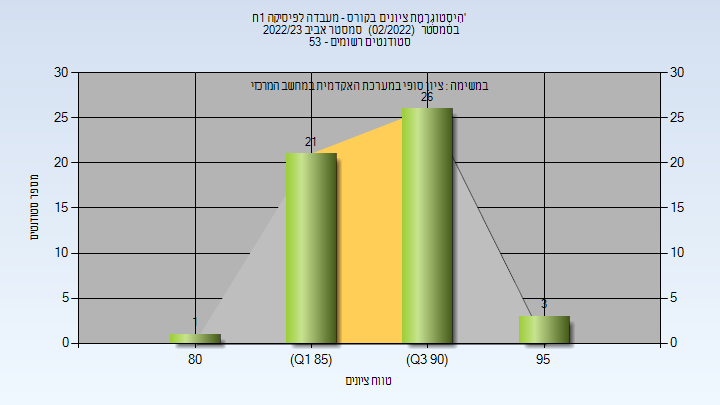 הִיסְטוֹגְרָמַת ציונים בקורס - מעבדה לפיסיקה 1ח'
בסמסטר (02/2022) סמסטר אביב 2022/23
סטודנטים רשומים - 53
במשימה : ציון סופי במערכת האקדמית במחשב המרכזי
30 30
25 25
20 20
15 15
10 10
5 5
0 0
1
21
26
3
מספר סטודנטים
80 (Q1 85) (Q3 90) 95
טווח ציונים